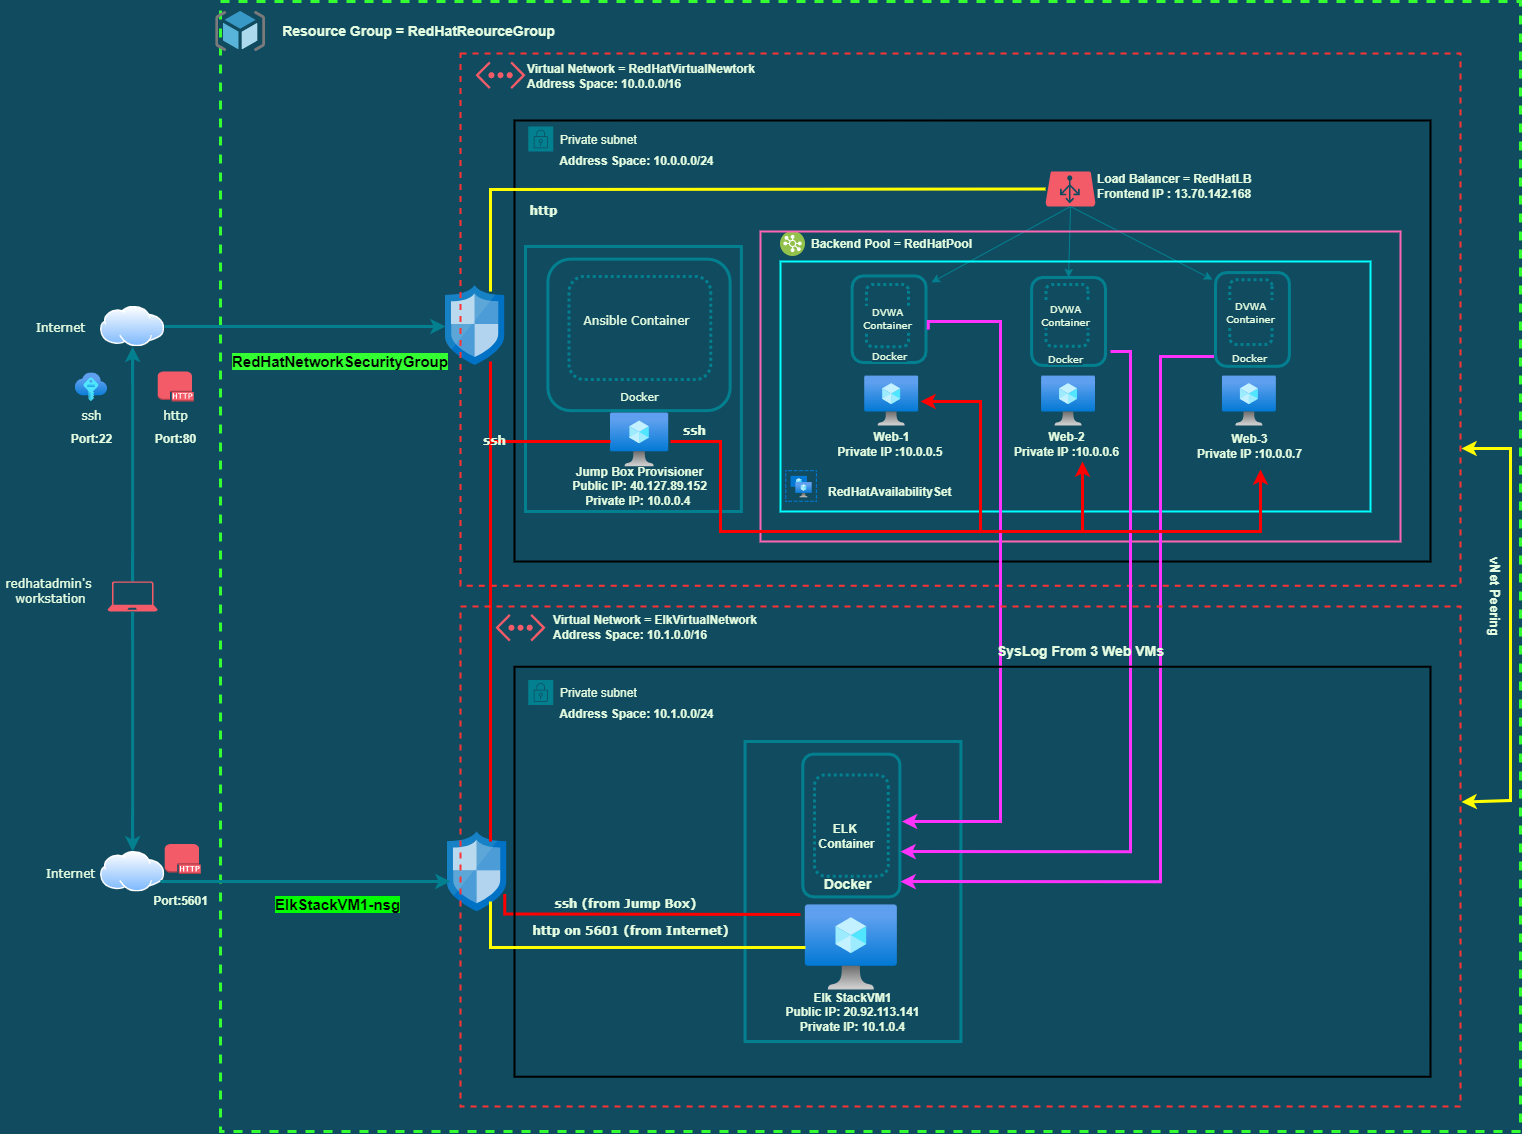 Resource Group = RedHatReourceGroup
Virtual Network = RedHatVirtualNewtork
Address Space: 10.0.0.0/16
Private subnet
Address Space: 10.0.0.0/24
Load Balancer = RedHatLB
Frontend IP : 13.70.142.168
http
Backend Pool = RedHatPool
Ansible Container
Docker
DVWA
Container
Docker
DVWA
Container
Docker
DVWA
Container
Docker
Internet
RedHatNetworkSecurityGroup
ssh
Port:22
HTTP
http
Port:80
ssh
ssh
Jump Box Provisioner
Public IP: 40.127.89.152
Private IP: 10.0.0.4
Web-1
Private IP :10.0.0.5
Web-2
Private IP :10.0.0.6
Web-3
Private IP :10.0.0.7
RedHatAvailabilitySet
redhatadmin's
workstation
vNet Peering
Virtual Network = ElkVirtualNetwork
Address Space: 10.1.0.0/16
SysLog From 3 Web VMs
Private subnet
Address Space: 10.1.0.0/24
ELK
Container
Docker
Internet
HTTP
Port:5601
ElkStackVM1-nsg
ssh (from Jump Box)
http on 5601 (from Internet)
Elk StackVM1
Public IP: 20.92.113.141
Private IP: 10.1.0.4